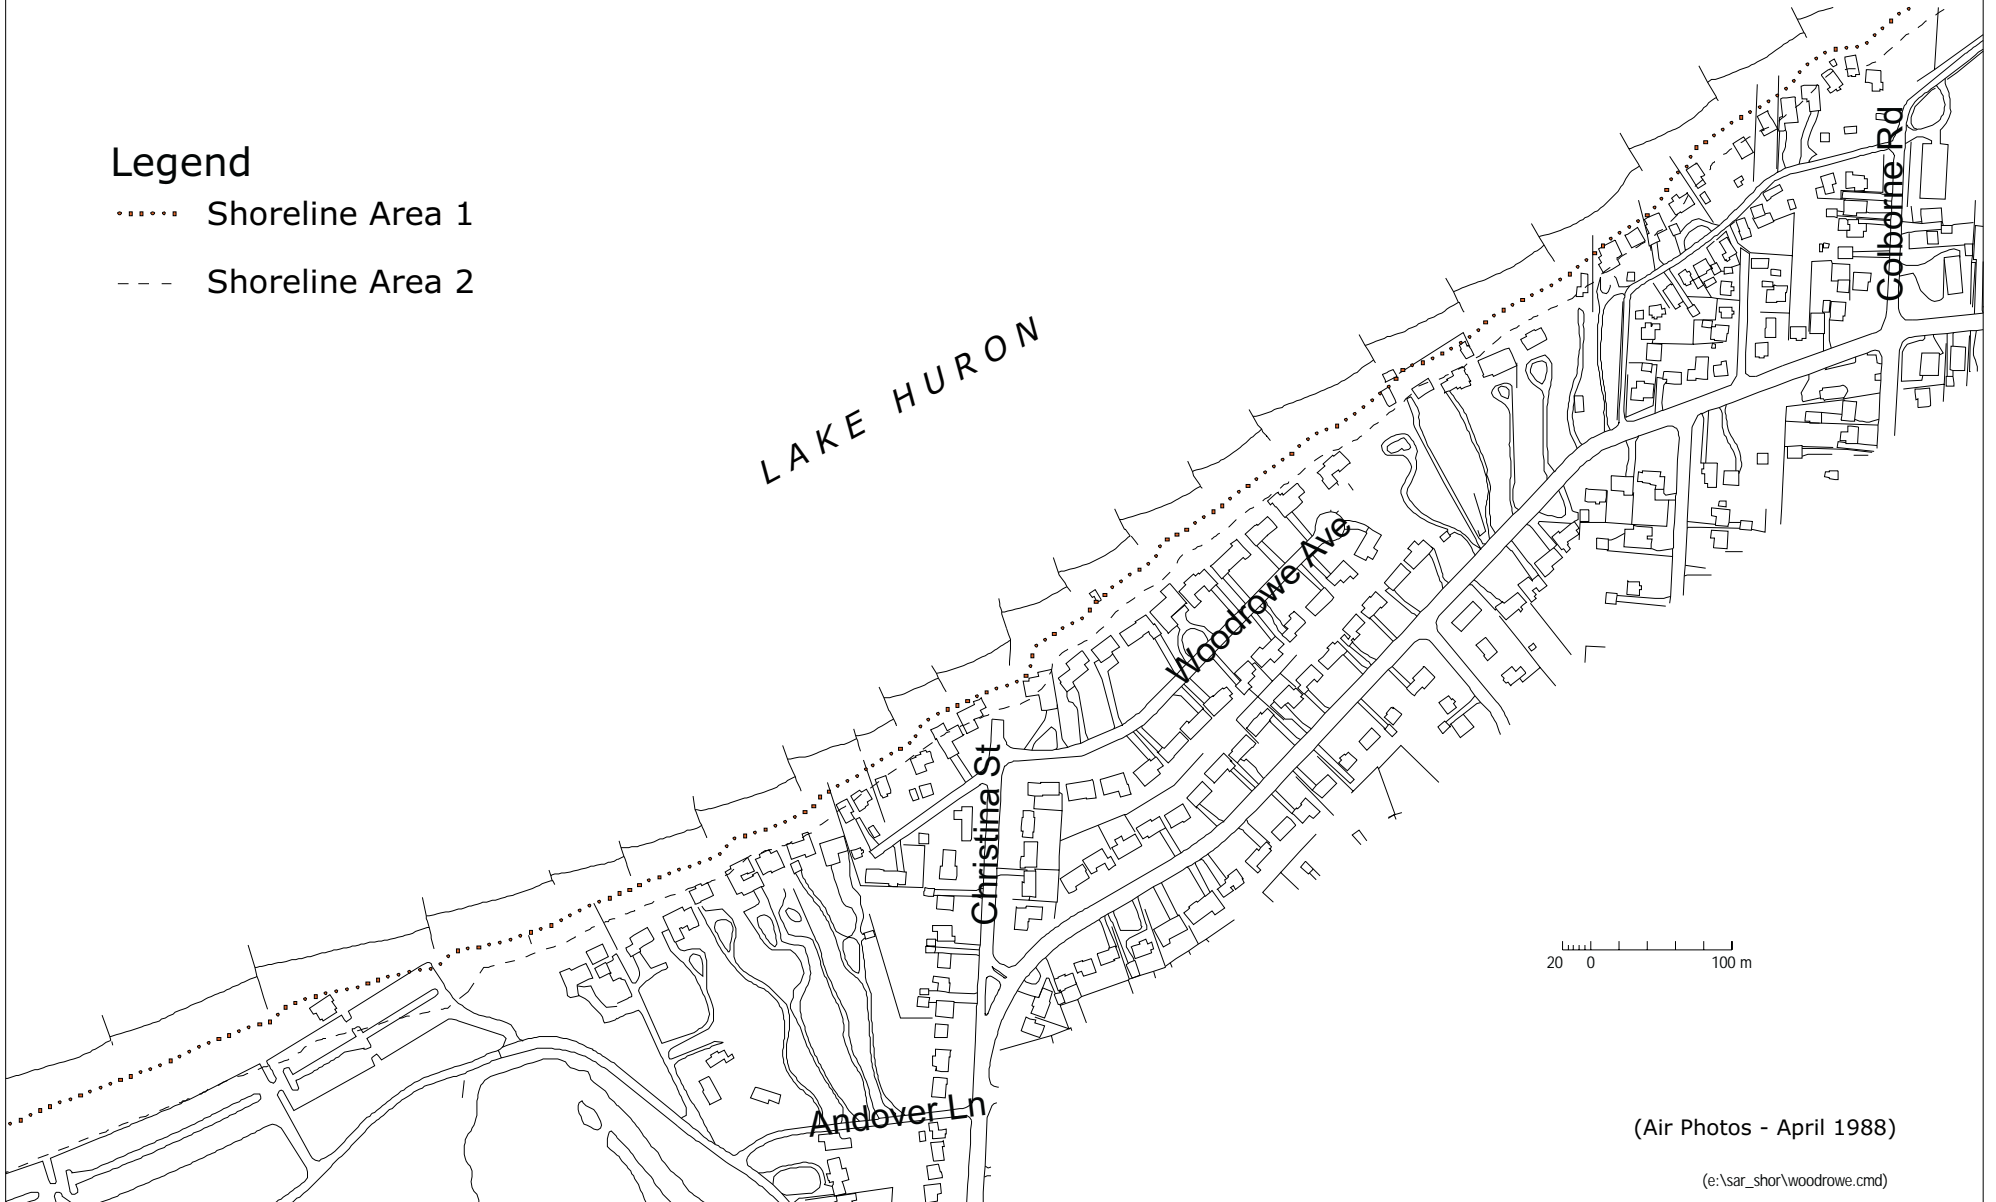 Legend
Shoreline Area 1
Shoreline Area 2
LAKE HURON
Colborne Rd
Woodrowe Ave
Christina St
Andover Ln
20 0 100 m
(Air Photos - April 1988)
(e:\sar_shor\woodrowe.cmd)